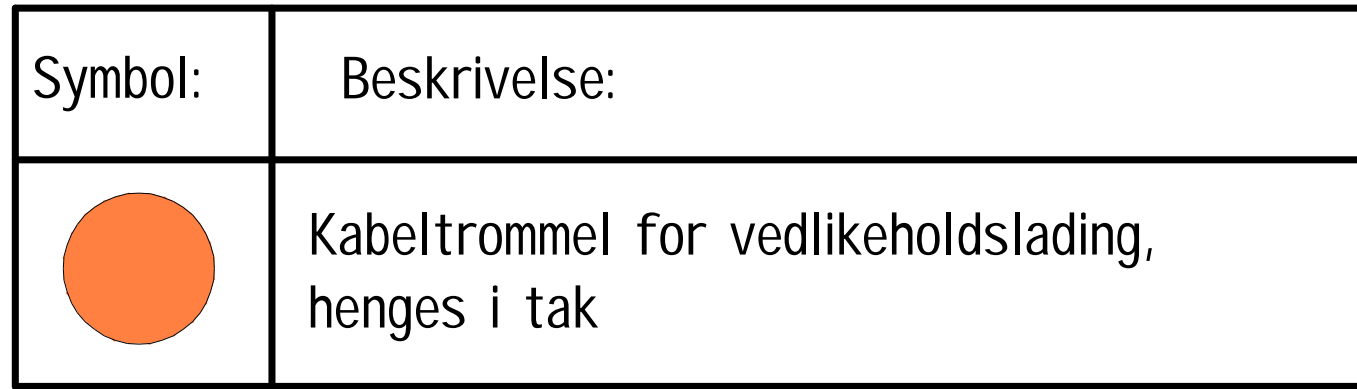 Symbol:
Beskrivelse:
Kabeltrommel for vedlikeholdslading,
henges i tak